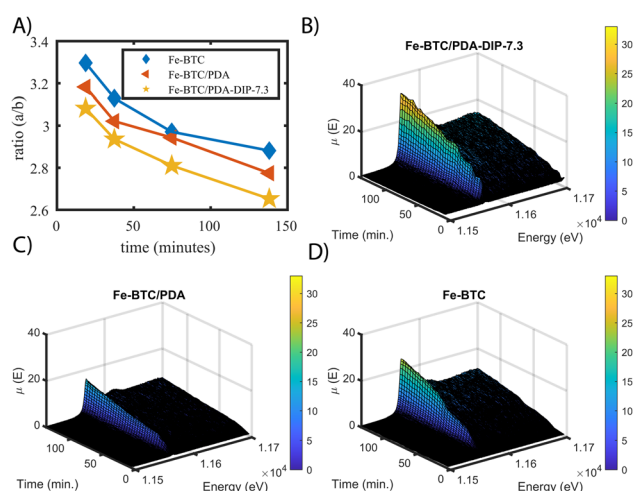 A)
3.4
3.2
3
2.8
2.6
ratio (a/b)
0 50 100 150
time (minutes)
Fe-BTC
Fe-BTC/PDA
Fe-BTC/PDA-DIP-7.3
B)
Fe-BTC/PDA-DIP-7.3
40
20
0
μ (E)
100
50
0
Time (min.)
1.15
1.16
1.17
×10⁴
Energy (eV)
30
25
20
15
10
5
0
C)
Fe-BTC/PDA
40
20
0
μ (E)
100
50
0
Time (min.)
1.15
1.16
1.17
×10⁴
Energy (eV)
30
25
20
15
10
5
0
D)
Fe-BTC
40
20
0
μ (E)
100
50
0
Time (min.)
1.15
1.16
1.17
×10⁴
Energy (eV)
30
25
20
15
10
5
0